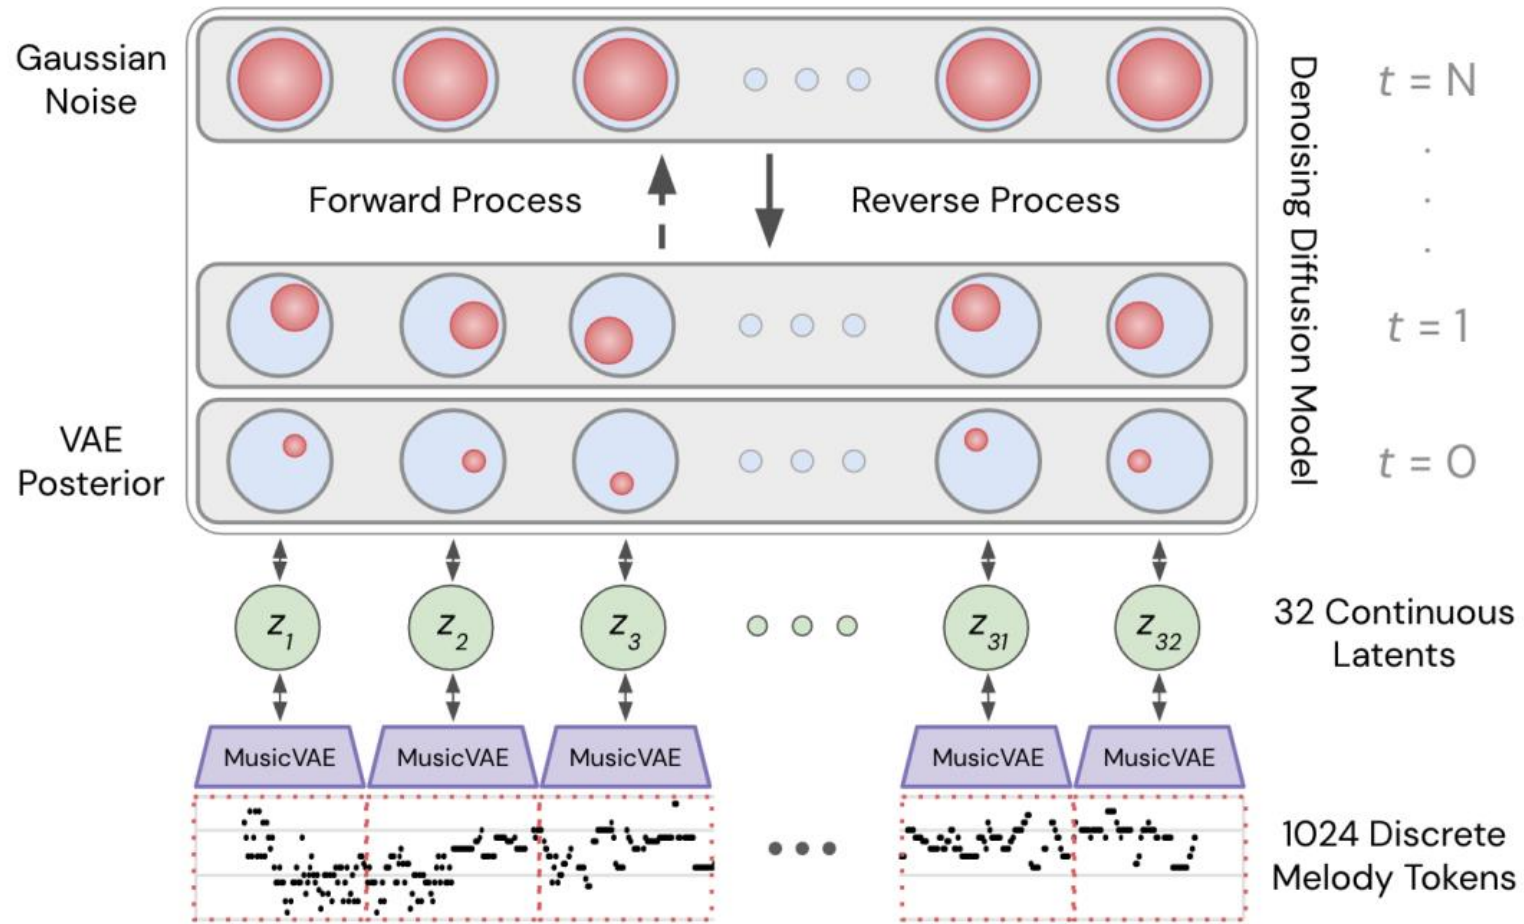 Gaussian
Noise
t = N
Forward Process
Reverse Process
Denoising Diffusion Model
t = 1
VAE
Posterior
t = 0
z1
z2
z3
z31
z32
32 Continuous
Latents
MusicVAE
MusicVAE
MusicVAE
MusicVAE
MusicVAE
1024 Discrete
Melody Tokens